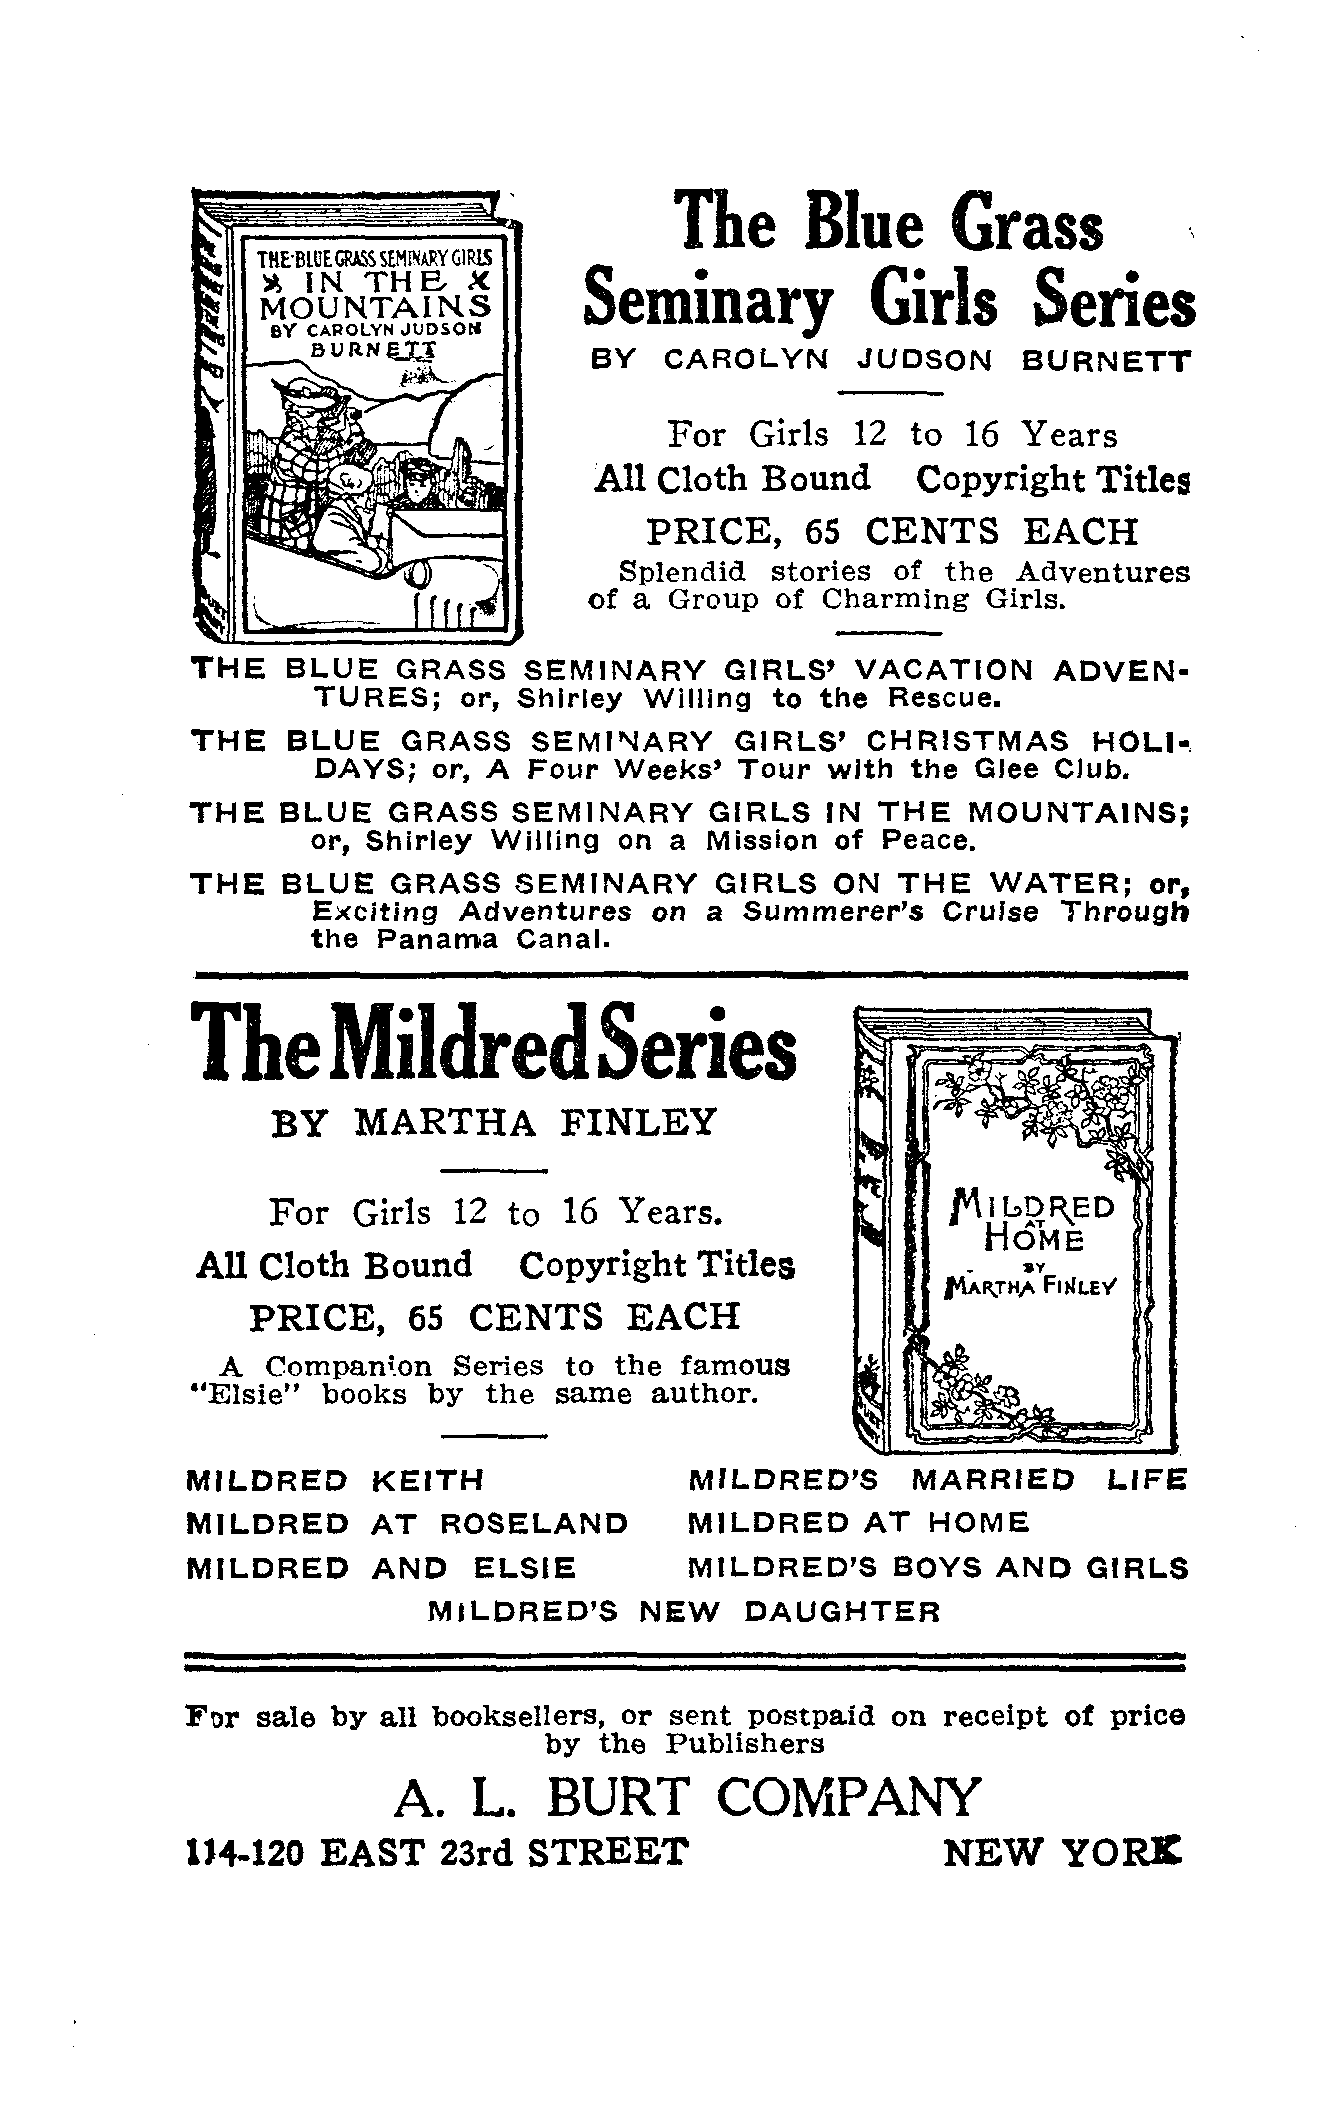 THE BLUE GRASS SEMINARY GIRLS
IN THE
MOUNTAINS
BY CAROLYN JUDSON
BURNETT
The Blue Grass
Seminary Girls Series
BY CAROLYN JUDSON BURNETT
For Girls 12 to 16 Years
All Cloth Bound Copyright Titles
PRICE, 65 CENTS EACH
Splendid stories of the Adventures
of a Group of Charming Girls.
THE BLUE GRASS SEMINARY GIRLS' VACATION ADVEN-
TURES; or, Shirley Willing to the Rescue.
THE BLUE GRASS SEMINARY GIRLS' CHRISTMAS HOLI-
DAYS; or, A Four Weeks' Tour with the Glee Club.
THE BLUE GRASS SEMINARY GIRLS IN THE MOUNTAINS;
or, Shirley Willing on a Mission of Peace.
THE BLUE GRASS SEMINARY GIRLS ON THE WATER; or,
Exciting Adventures on a Summerer's Cruise Through
the Panama Canal.
The Mildred Series
BY MARTHA FINLEY
For Girls 12 to 16 Years.
All Cloth Bound Copyright Titles
PRICE, 65 CENTS EACH
A Companion Series to the famous
"Elsie" books by the same author.
MILDRED
AT
HOME
BY
MARTHA FINLEY
MILDRED KEITH MILDRED'S MARRIED LIFE
MILDRED AT ROSELAND MILDRED AT HOME
MILDRED AND ELSIE MILDRED'S BOYS AND GIRLS
MILDRED'S NEW DAUGHTER
For sale by all booksellers, or sent postpaid on receipt of price
by the Publishers
A. L. BURT COMPANY
114-120 EAST 23rd STREET NEW YORK